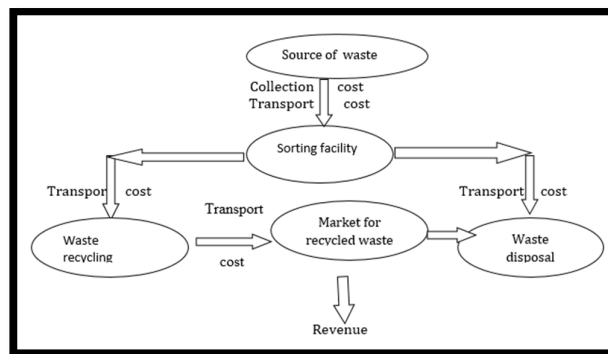 Source of waste
Collection cost
Transport cost
Sorting facility
Transpor cost
Transport cost
Transport
cost
Waste
recycling
Market for
recycled waste
Waste
disposal
Revenue